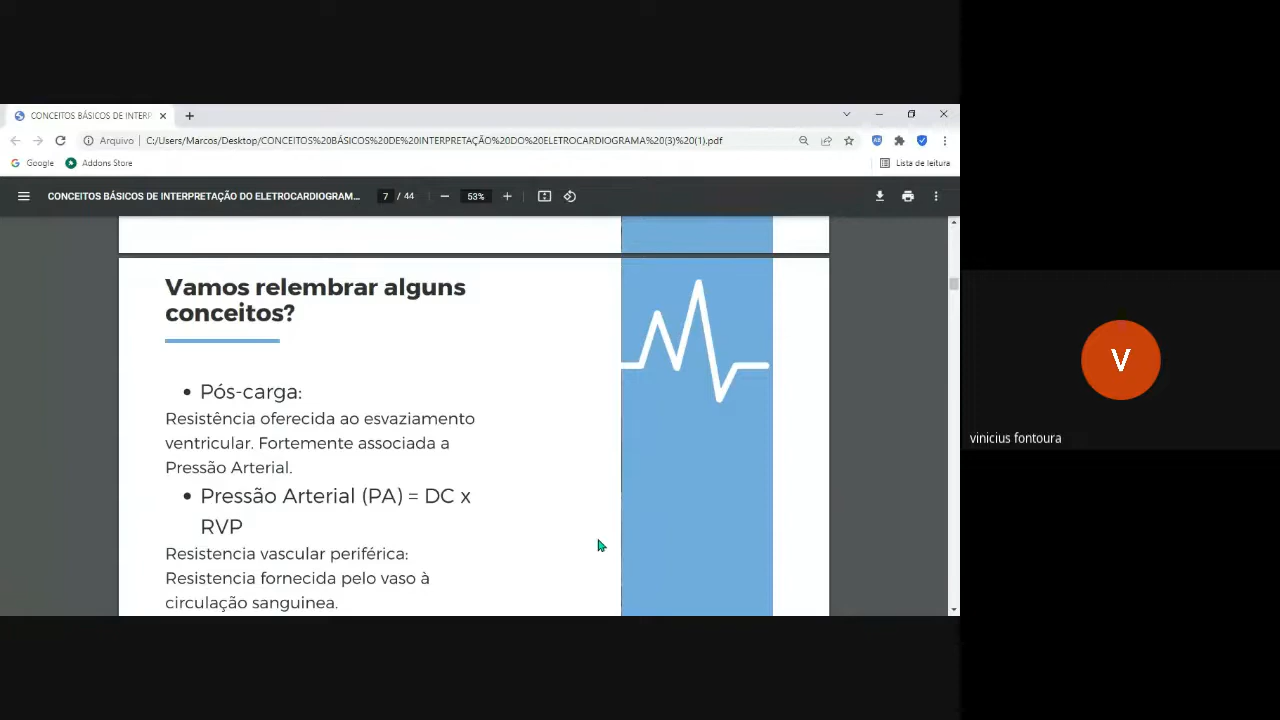 CONCEITOS BÁSICOS DE INTERP
Arquivo
C:/Users/Marcos/Desktop/CONCEITOS%20BÁSICOS%20DE%20INTERPRETAÇÃO%20DO%20ELETROCARDIOGRAMA%20(3)%20(1).pdf
Google
Addons Store
Lista de leitura
CONCEITOS BÁSICOS DE INTERPRETAÇÃO DO ELETROCARDIOGRAM...
7 / 44
53%
Vamos relembrar alguns
conceitos?
• Pós-carga:
Resistência oferecida ao esvaziamento
ventricular. Fortemente associada a
Pressão Arterial.
• Pressão Arterial (PA) = DC x
RVP
Resistencia vascular periférica:
Resistencia fornecida pelo vaso à
circulação sanguinea.
V
vinicius fontoura